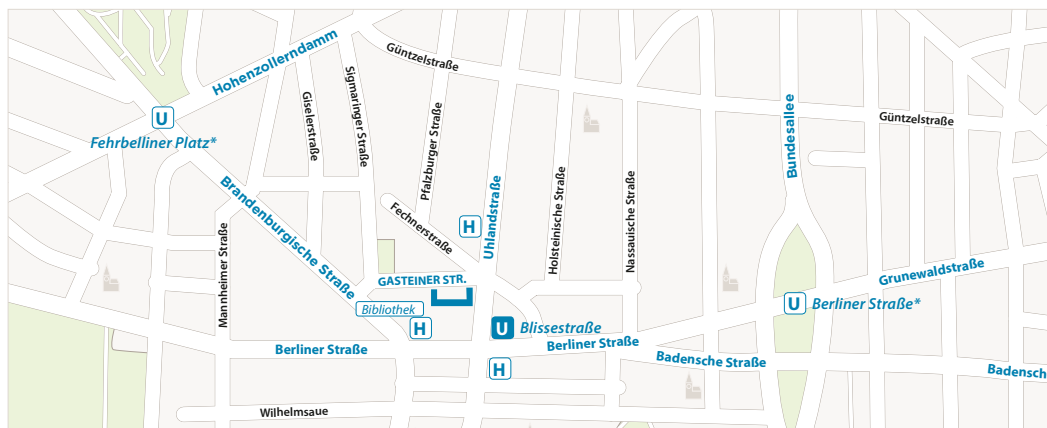 Hohenzollerndamm
Güntzelstraße
Sigmaringer Straße
Giselerstraße
Pfalzburger Straße
Bundesallee
Güntzelstraße
U
Fehrbelliner Platz*
Brandenburgische Straße
Fechnerstraße
Uhlandstraße
Holsteinische Straße
Nassauische Straße
H
Mannheimer Straße
GASTEINER STR.
Grunewaldstraße
Bibliothek
U
Berliner Straße*
H
U
Blissestraße
Berliner Straße
Berliner Straße
Badensche Straße
H
Badensch
Wilhelmsaue